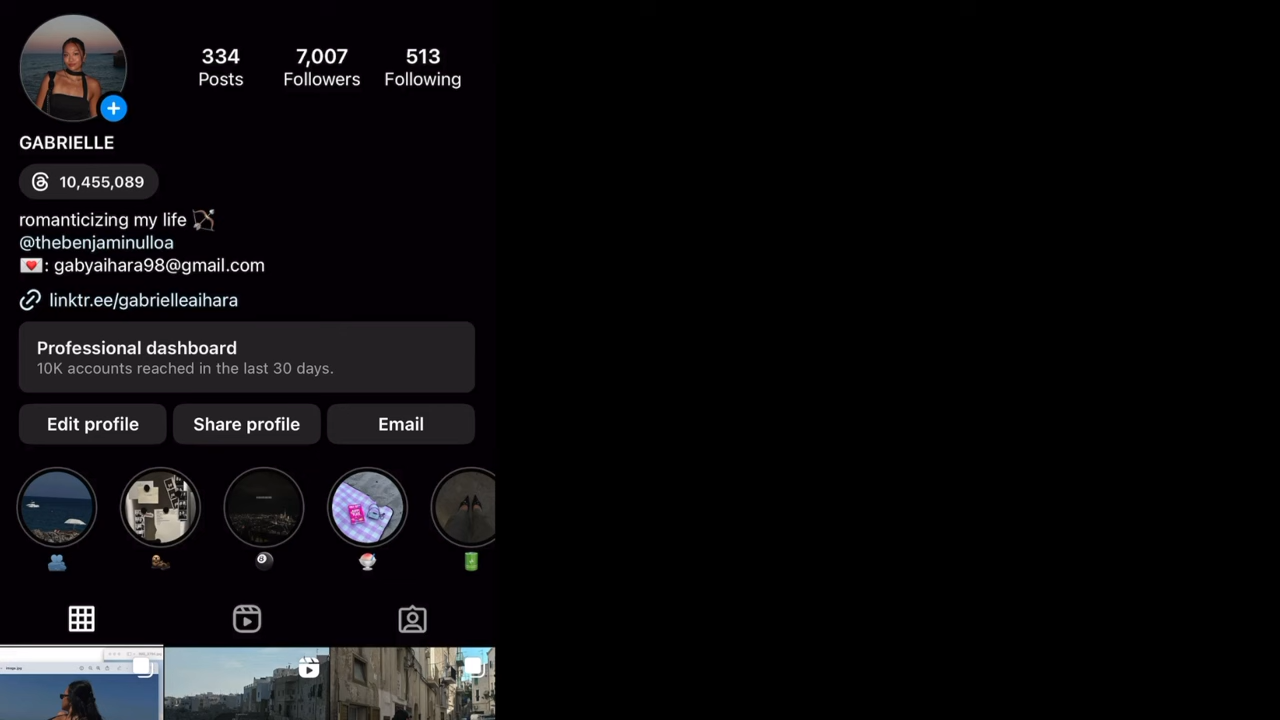 334
Posts
7,007
Followers
513
Following
GABRIELLE
10,455,089
romanticizing my life 🏹
@thebenjaminulloa
💌: gabyaihara98@gmail.com
linktr.ee/gabrielleaihara
Professional dashboard
10K accounts reached in the last 30 days.
Edit profile
Share profile
Email